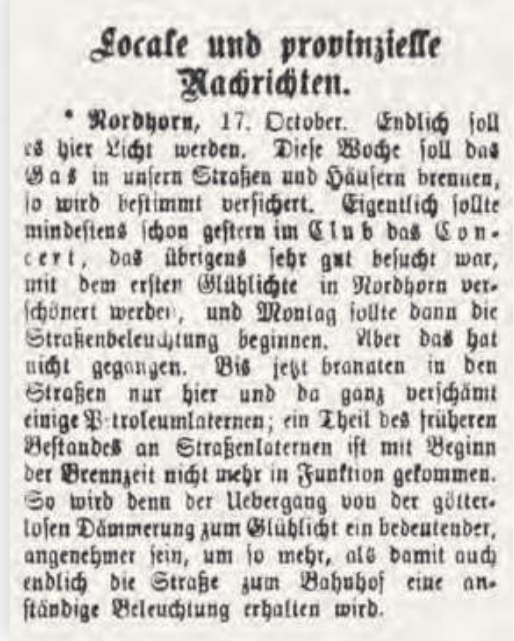 Locale und provinzielle
Nachrichten.
* Nordhorn, 17. October. Endlich soll
es hier Licht werden. Diese Woche soll das
Gas in unsern Straßen und Häusern brennen,
so wird bestimmt versichert. Eigentlich sollte
mindestens schon gestern im Club das Con-
cert, das übrigens sehr gut besucht war,
mit dem ersten Glühlichte in Nordhorn ver-
schönert werden, und Montag sollte dann die
Straßenbeleuchtung beginnen. Aber das hat
nicht gegangen. Bis jetzt brannten in den
Straßen nur hier und da ganz verschämt
einige Petroleumlaternen; ein Theil des früheren
Bestandes an Straßenlaternen ist mit Beginn
der Brennzeit nicht mehr in Funktion gekommen.
So wird denn der Uebergang von der götter-
losen Dämmerung zum Glühlicht ein bedeutender,
angenehmer sein, um so mehr, als damit auch
endlich die Straße zum Bahnhof eine an-
ständige Beleuchtung erhalten wird.